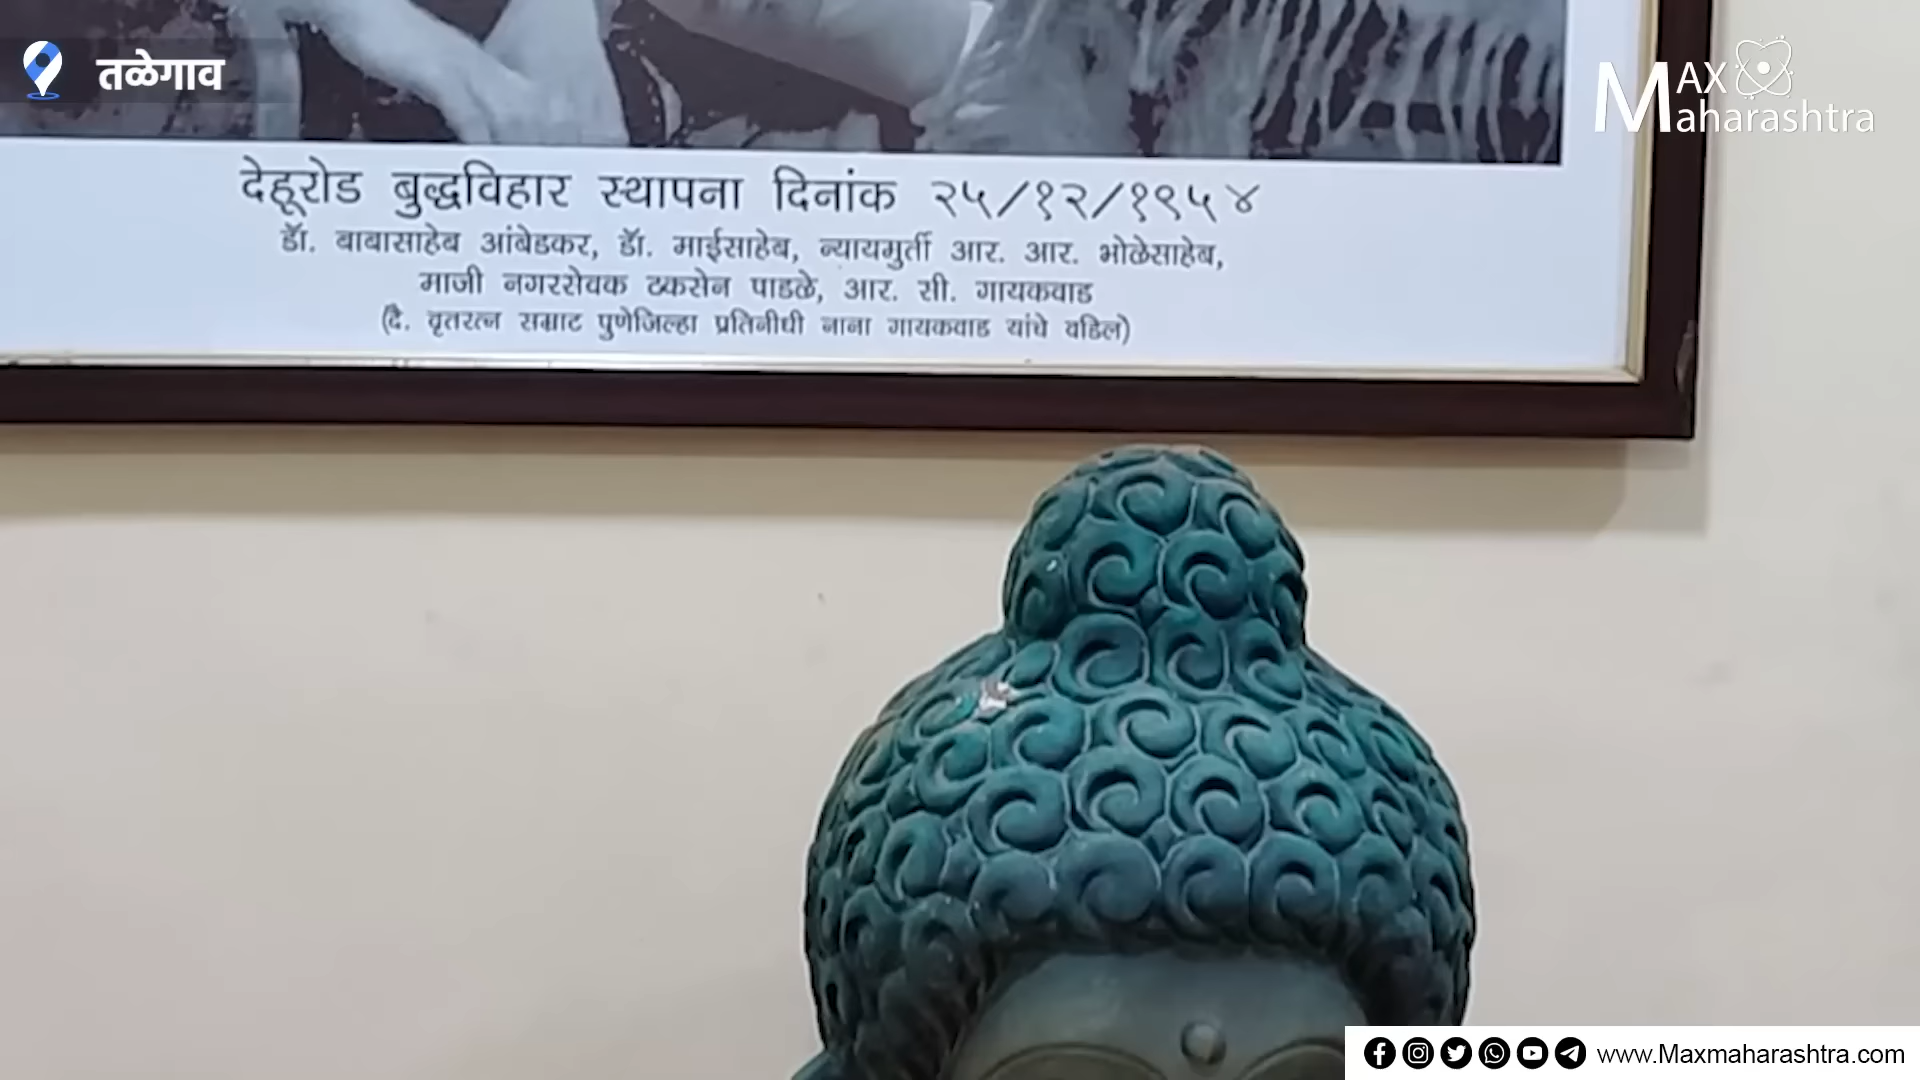 तळेगाव
MAX Maharashtra
देहूरोड बुद्धविहार स्थापना दिनांक २५/१२/१९५४
डॉ. बाबासाहेब आंबेडकर, डॉ. माईसाहेब, न्यायमुर्ती आर. आर. भोळेसाहेब,
माजी नगरसेवक टकसेन पाडळे, आर. सी. गायकवाड
(दै. वृतरत्न सम्राट पुणेजिल्हा प्रतिनीधी नाना गायकवाड यांचे वडिल)
www.Maxmaharashtra.com